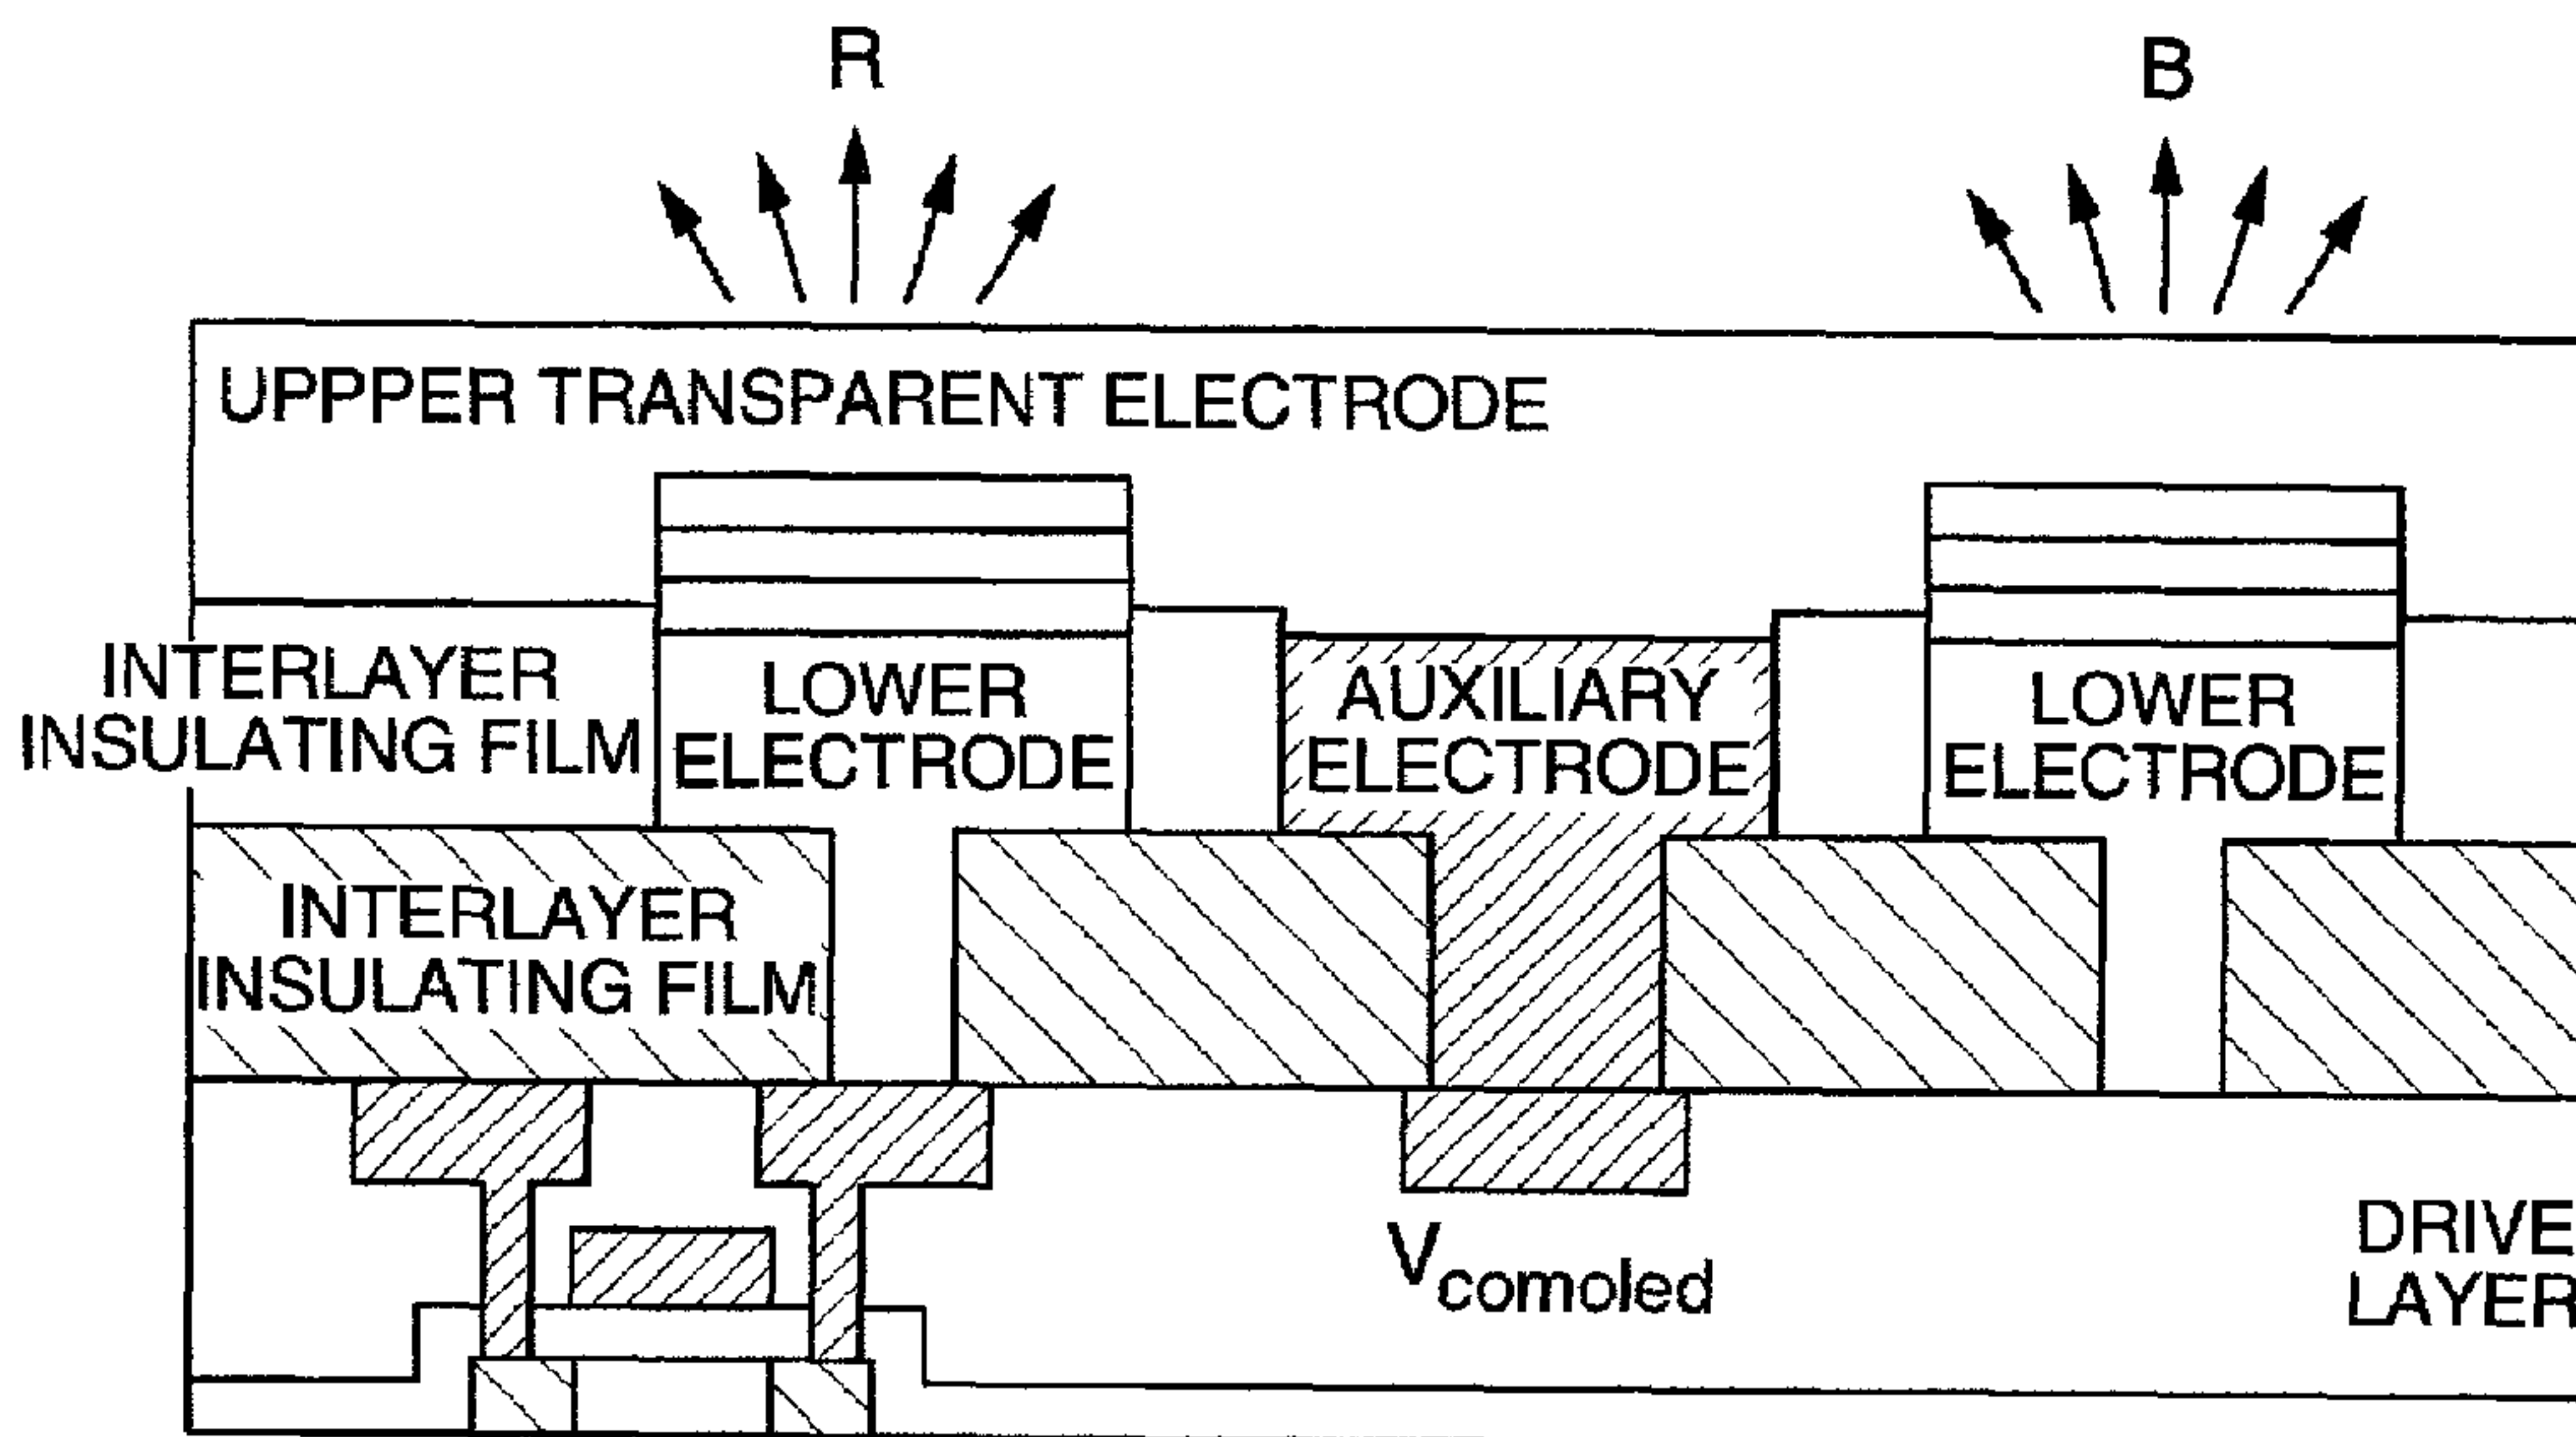 R
B
UPPPER TRANSPARENT ELECTRODE
INTERLAYER
INSULATING FILM
LOWER
ELECTRODE
AUXILIARY
ELECTRODE
LOWER
ELECTRODE
INTERLAYER
INSULATING FILM
Vcomoled
DRIVE
LAYER